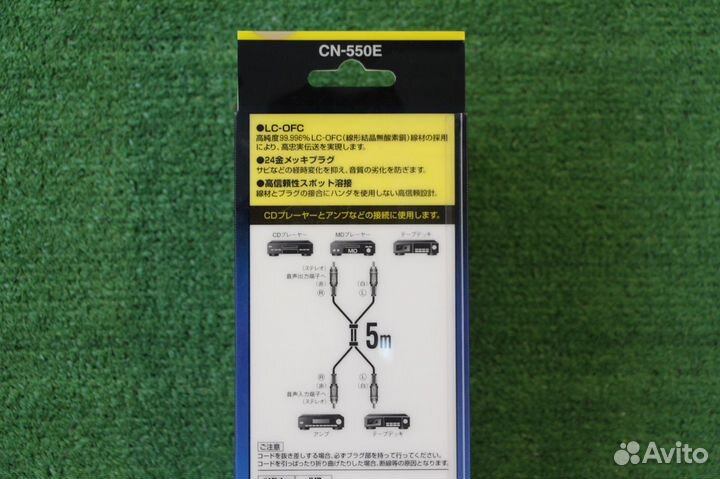 CN-550E
●LC-OFC
高純度99.996% LC-OFC(線形結晶無酸素銅)線材の採用
により、高忠実伝送を実現します。
●24金メッキプラグ
サビなどの経時変化を抑え、音質の劣化を防ぎます。
●高信頼性スポット溶接
線材とプラグの接合にハンダを使用しない高信頼設計。
CDプレーヤーとアンプなどの接続に使用します。
CDプレーヤー MDプレーヤー テープデッキ
MD
(ステレオ)
音声出力端子へ
(赤) (白)
Ⓡ Ⓛ
5m
Ⓡ Ⓛ
(赤) (白)
音声入力端子へ
(ステレオ)
アンプ テープデッキ
ご注意
コードを抜き差しする場合、必ずプラグ部を持って行ってください。
コードを引っぱったり折り曲げたりした場合、断線等の原因となります。
Avito